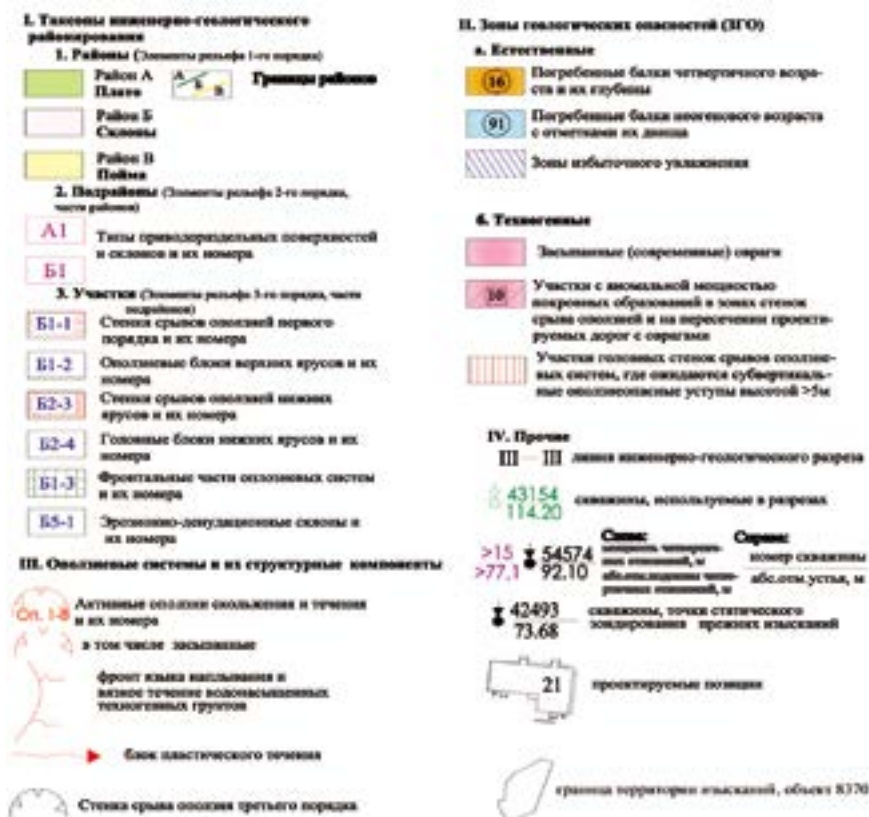 I. Таксоны инженерно-геологического
районирования
1. Районы (Элементы рельефа 1-го порядка)
Район А
Плато
А
Б
В
Границы районов
Район Б
Склоны
Район В
Пойма
2. Подрайоны (Элементы рельефа 2-го порядка,
части районов)
А1
Типы приводораздельных поверхностей
и склонов и их номера
Б1
3. Участки (Элементы рельефа 3-го порядка, части
подрайонов)
Б1-1
Стенки срывов оползней первого
порядка и их номера
Б1-2
Оползневые блоки верхних ярусов и их
номера
Б2-3
Стенки срывов оползней нижних
ярусов и их номера
Б2-4
Головные блоки нижних ярусов и их
номера
Б1-3
Фронтальные части оползневых систем
и их номера
Б5-1
Эрозионно-денудационные склоны и
их номера
III. Оползневые системы и их структурные компоненты
Оп. 1-8
Активные оползни скольжения и течения
и их номера
в том числе засыпанные
фронт языка наплывания и
вязкое течение водонасыщенных
техногенных грунтов
блок пластического течения
Стенка срыва оползня третьего порядка
II. Зоны геологических опасностей (ЗГО)
а. Естественные
16
Погребенные балки четвертичного возра-
ста и их глубины
91
Погребенные балки неогенового возраста
с отметками их днища
Зоны избыточного увлажнения
б. Техногенные
Засыпанные (современные) овраги
10
Участки с аномальной мощностью
покровных образований в зонах стенок
срыва оползней и на пересечении проекти-
руемых дорог с оврагами
Участки головных стенок срывов оползне-
вых систем, где ожидаются субвертикаль-
ные оползнеопасные уступы высотой >5м
IV. Прочие
III — III линия инженерно-геологического разреза
43154
114.20
скважины, используемые в разрезах
>15
>77,1
54574
92.10
Слева:
мощность четвертич-
ных отложений, м
абс.отм.подошвы четве-
ртичных отложений, м
Справа:
номер скважины
абс.отм.устья, м
42493
73.68
скважины, точки статического
зондирования прежних изысканий
21
проектируемые позиции
граница территории изысканий, объект 8370